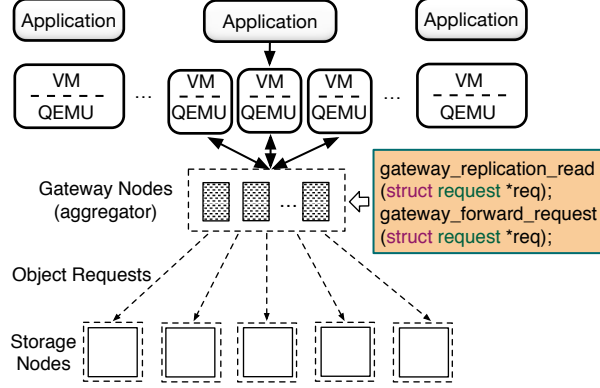 Application
Application
Application
VM
QEMU
...
VM
QEMU
VM
QEMU
VM
QEMU
...
VM
QEMU
Gateway Nodes
(aggregator)
...
gateway_replication_read
(struct request *req);
gateway_forward_request
(struct request *req);
Object Requests
Storage
Nodes